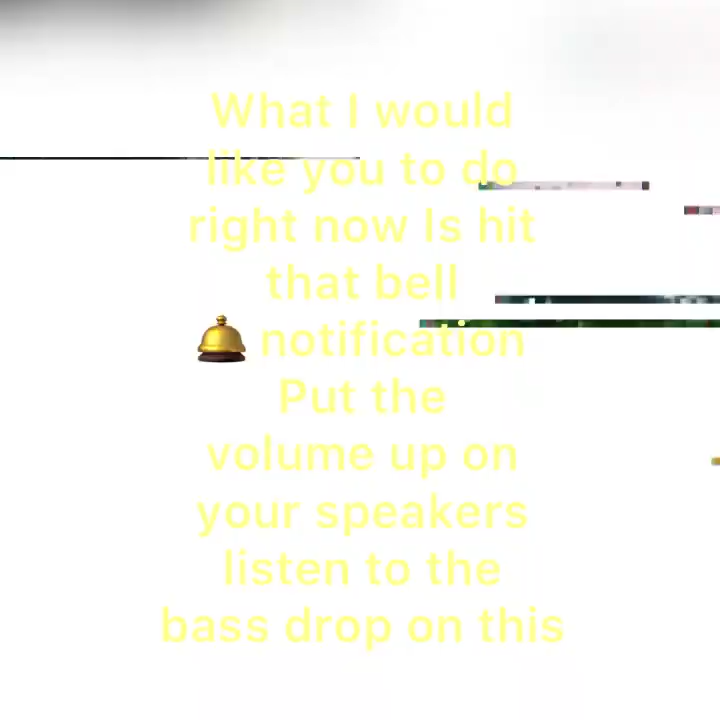 What I would
like you to do
right now Is hit
that bell
🛎 notification
Put the
volume up on
your speakers
listen to the
bass drop on this